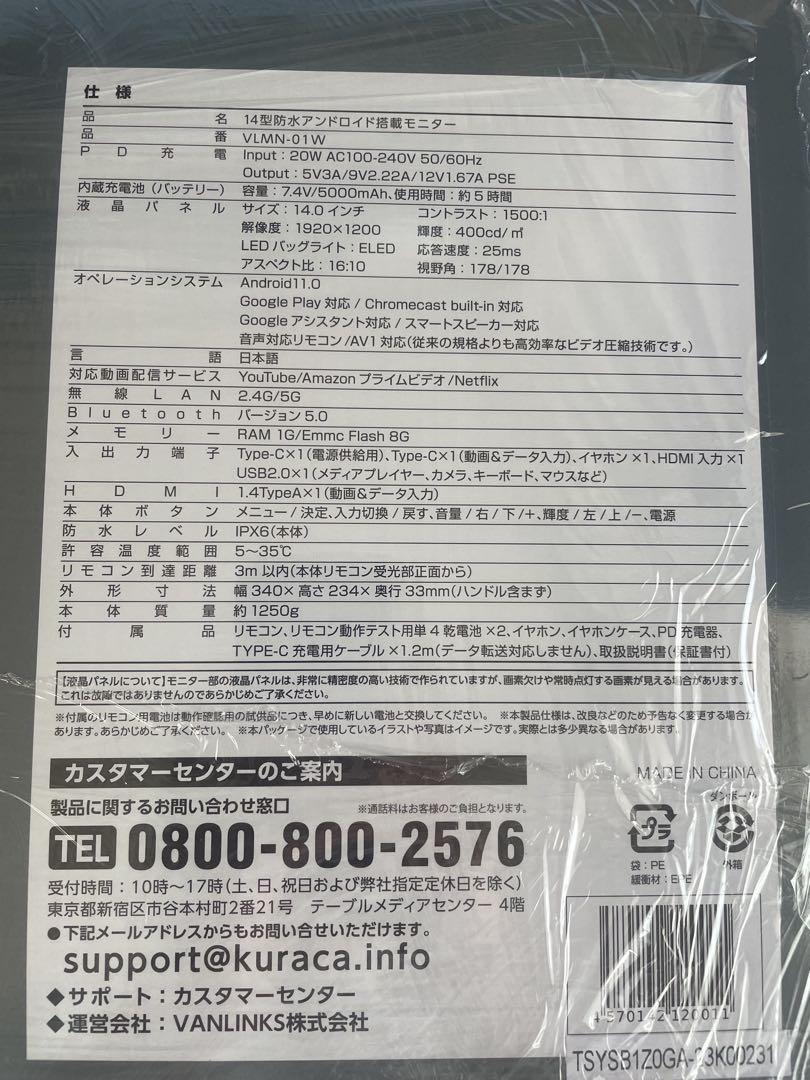 仕様
品名 14型防水アンドロイド搭載モニター
品番 VLMN-01W
PD充電 Input：20W AC100-240V 50/60Hz
Output：5V3A/9V2.22A/12V1.67A PSE
内蔵充電池（バッテリー） 容量：7.4V/5000mAh、使用時間：約5時間
液晶パネル サイズ：14.0インチ コントラスト：1500:1
解像度：1920×1200 輝度：400cd/㎡
LEDバッグライト：ELED 応答速度：25ms
アスペクト比：16:10 視野角：178/178
オペレーションシステム Android11.0
Google Play 対応 / Chromecast built-in 対応
Google アシスタント対応 / スマートスピーカー対応
音声対応リモコン/AV1対応（従来の規格よりも高効率なビデオ圧縮技術です。）
言語 日本語
対応動画配信サービス YouTube/Amazon プライムビデオ/Netflix
無線LAN 2.4G/5G
Bluetooth バージョン5.0
メモリー RAM 1G/Emmc Flash 8G
入出力端子 Type-C×1（電源供給用）、Type-C×1（動画&データ入力）、イヤホン×1、HDMI入力×1
USB2.0×1（メディアプレイヤー、カメラ、キーボード、マウスなど）
HDMI 1.4TypeA×1（動画&データ入力）
本体ボタン メニュー / 決定、入力切換 / 戻す、音量 / 右 / 下 /+、輝度 / 左 / 上 /−、電源
防水レベル IPX6（本体）
許容温度範囲 5〜35℃
リモコン到達距離 3m以内（本体リモコン受光部正面から）
外形寸法 幅340×高さ234×奥行33mm（ハンドル含まず）
本体質量 約1250g
付属品 リモコン、リモコン動作テスト用単4乾電池×2、イヤホン、イヤホンケース、PD充電器、
TYPE-C 充電用ケーブル×1.2m（データ転送対応しません）、取扱説明書（保証書付）
【液晶パネルについて】モニター部の液晶パネルは、非常に精密度の高い技術で作られていますが、画素欠けや常時点灯する画素が見える場合があります。
これは故障ではありませんのであらかじめご了承ください。
※付属のリモコン用電池は動作確認用の試供品につき、早めに新しい電池と交換してください。 ※本製品仕様は、改良などのため予告なく変更する場合が
あります。あらかじめご了承ください。 ※本パッケージで使用しているイラストや写真はイメージです。実際とは多少異なる場合があります。
カスタマーセンターのご案内
MADE IN CHINA
製品に関するお問い合わせ窓口 ※通話料はお客様のご負担となります。
TEL 0800-800-2576
プラ
袋：PE
緩衝材：EPE
ダンボール
外箱
受付時間：10時〜17時（土、日、祝日および弊社指定定休日を除く）
東京都新宿区市谷本村町2番21号 テーブルメディアセンター 4階
●下記メールアドレスからもお問い合せいただけます。
support@kuraca.info
◆サポート：カスタマーセンター
◆運営会社：VANLINKS株式会社
4 570142 120011
TSYSB1Z0GA-23K00231